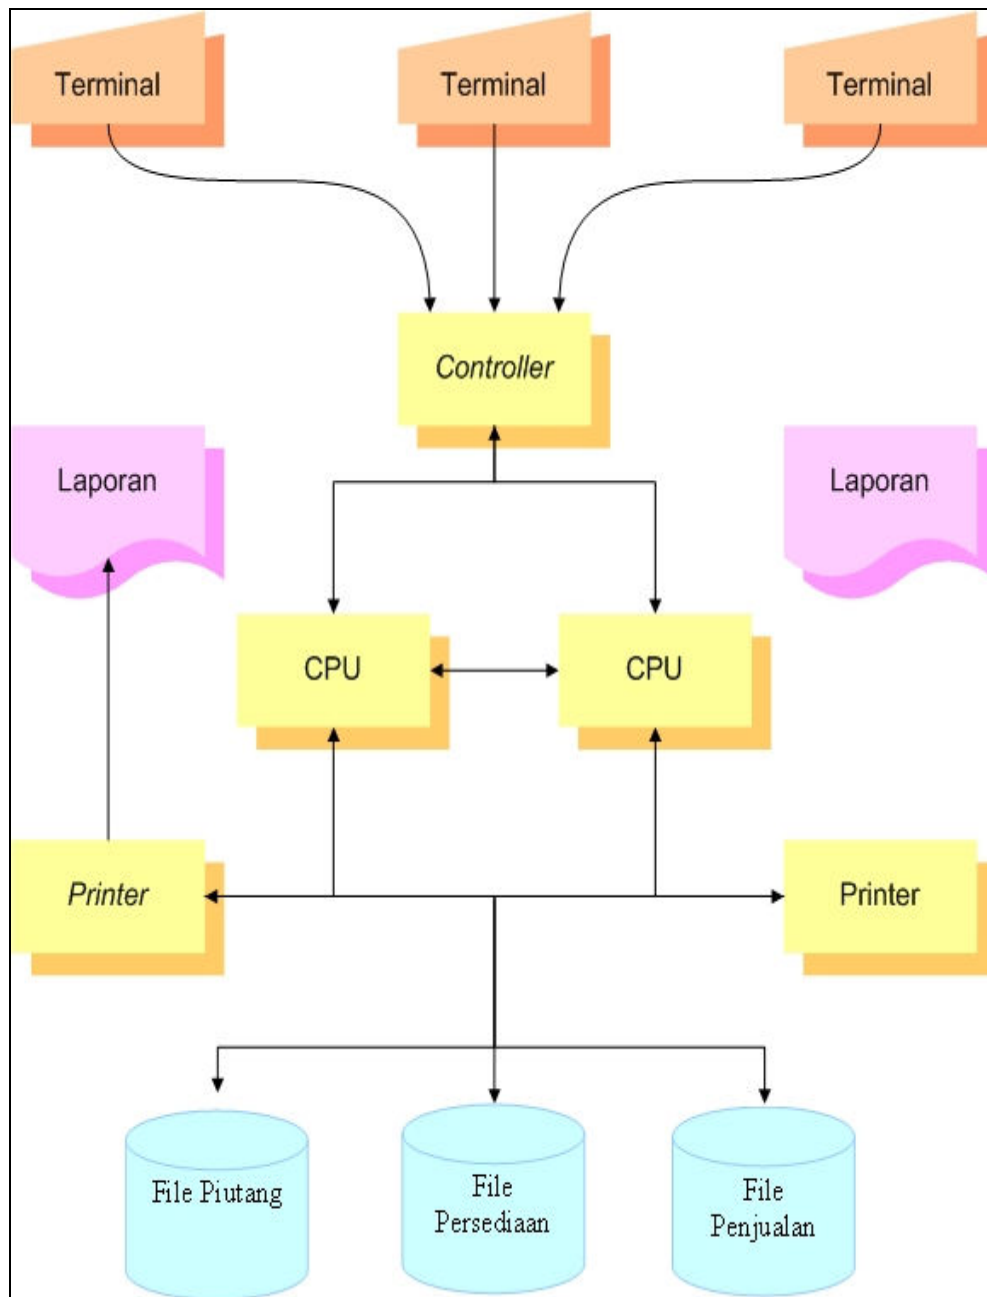 Terminal
Terminal
Terminal
Controller
Laporan
Laporan
CPU
CPU
Printer
Printer
File Piutang
File
Persediaan
File
Penjualan